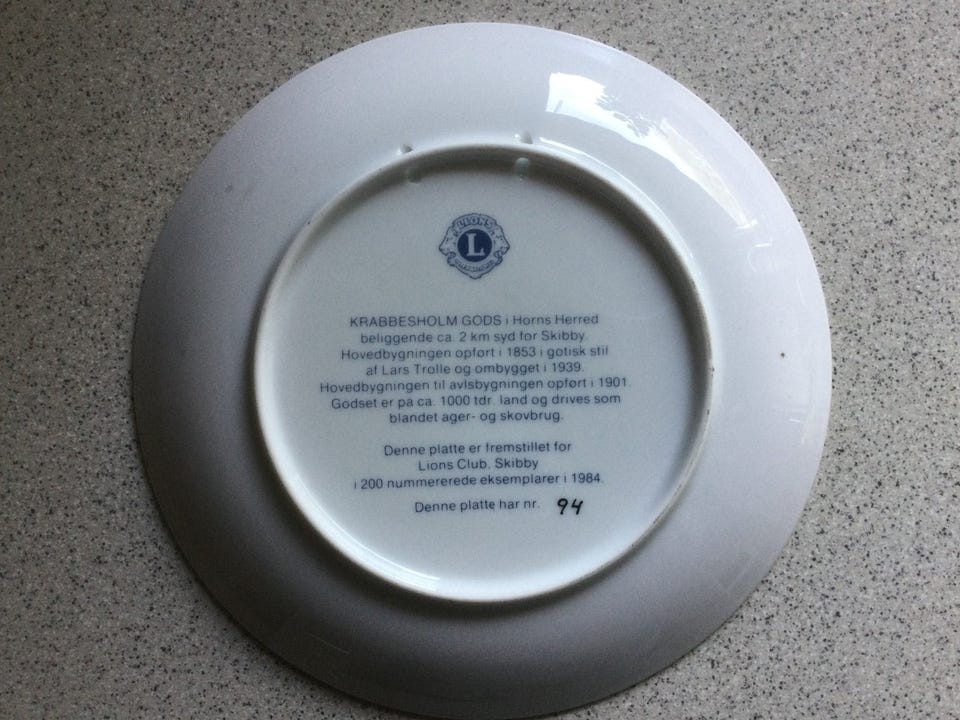 LIONS
L
KRABBESHOLM GODS i Horns Herred
beliggende ca. 2 km syd for Skibby.
Hovedbygningen opført i 1853 i gotisk stil
af Lars Trolle og ombygget i 1939.
Hovedbygningen til avlsbygningen opført i 1901.
Godset er pa ca. 1000 tdr. land og drives som
blandet ager- og skovbrug.
Denne platte er fremstillet for
Lions Club, Skibby
i 200 nummererede eksemplarer i 1984.
Denne platte har nr. 94